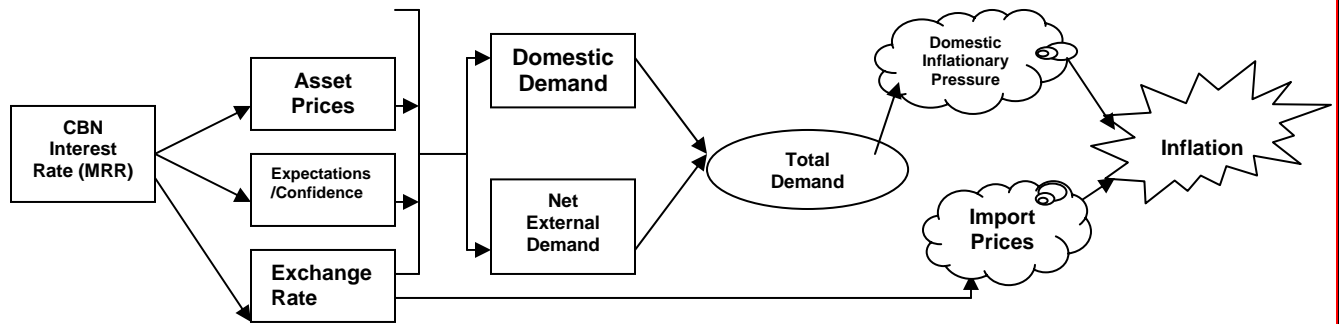 CBN
Interest
Rate (MRR)
Asset
Prices
Expectations
/Confidence
Exchange
Rate
Domestic
Demand
Net
External
Demand
Total
Demand
Domestic
Inflationary
Pressure
Import
Prices
Inflation